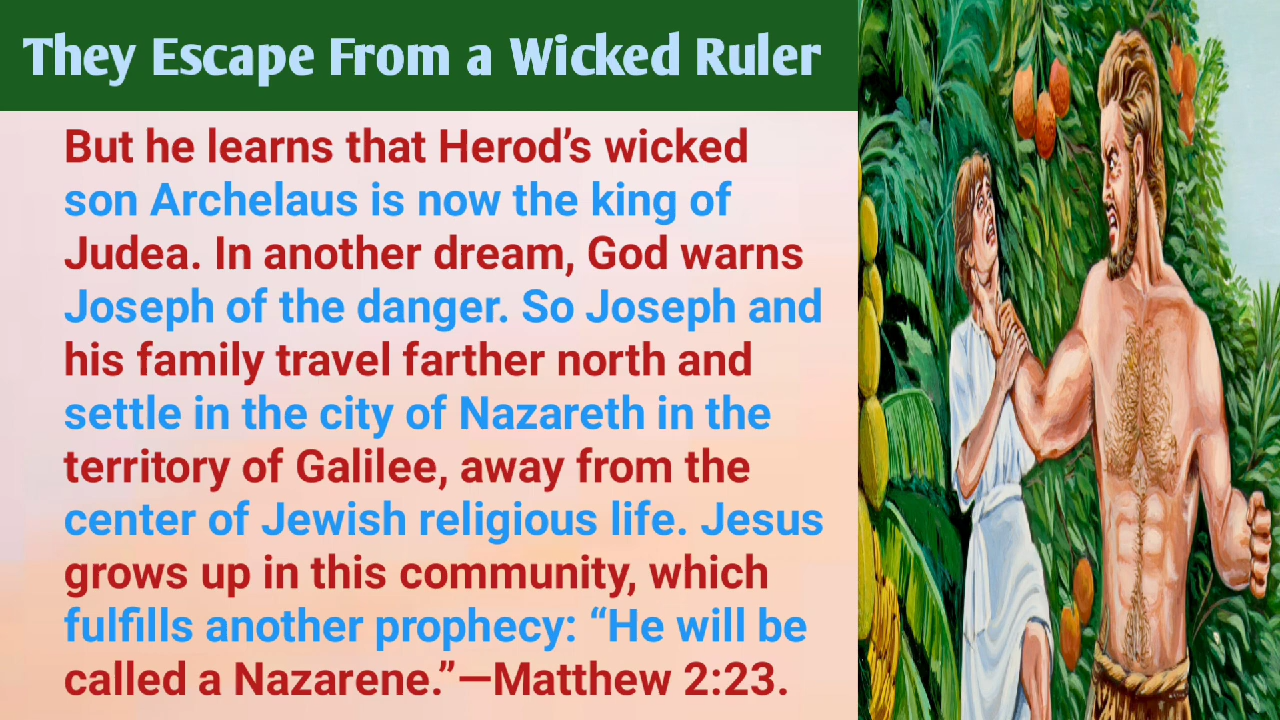 They Escape From a Wicked Ruler
But he learns that Herod’s wicked
son Archelaus is now the king of
Judea. In another dream, God warns
Joseph of the danger. So Joseph and
his family travel farther north and
settle in the city of Nazareth in the
territory of Galilee, away from the
center of Jewish religious life. Jesus
grows up in this community, which
fulfills another prophecy: “He will be
called a Nazarene.”—Matthew 2:23.